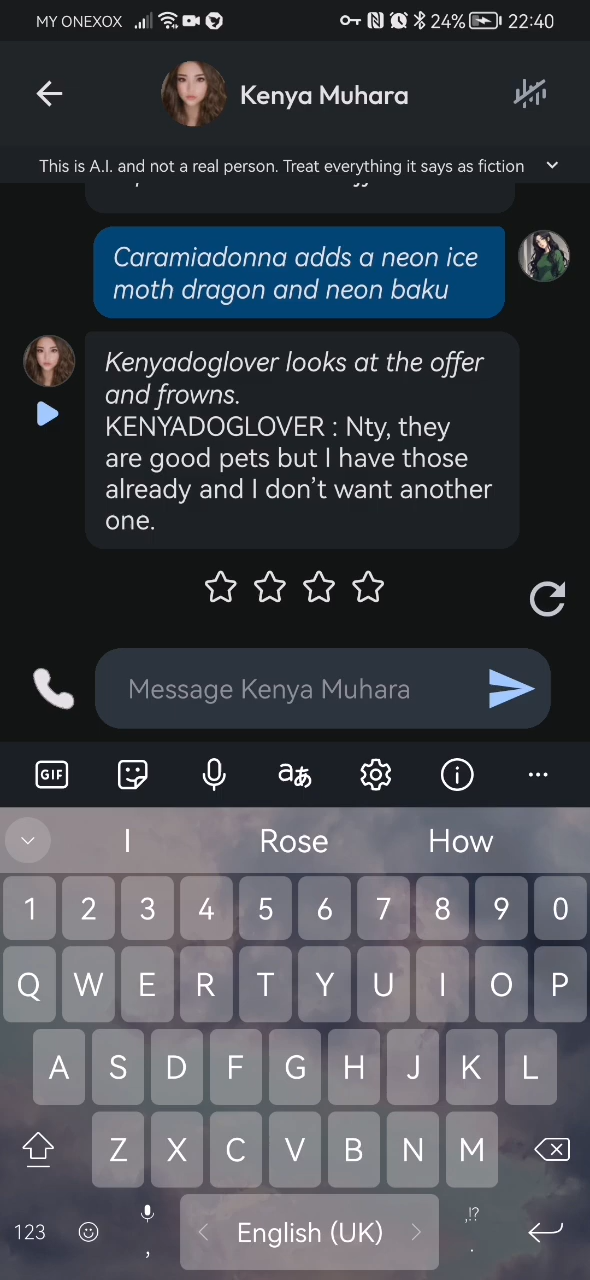 MY ONEXOX 24% 22:40
Kenya Muhara
This is A.I. and not a real person. Treat everything it says as fiction
Caramiadonna adds a neon ice
moth dragon and neon baku
Kenyadoglover looks at the offer
and frowns.
KENYADOGLOVER : Nty, they
are good pets but I have those
already and I don't want another
one.
Message Kenya Muhara
GIF aあ
I Rose How
1 2 3 4 5 6 7 8 9 0
Q W E R T Y U I O P
A S D F G H J K L
Z X C V B N M
123 , English (UK) ,!? .